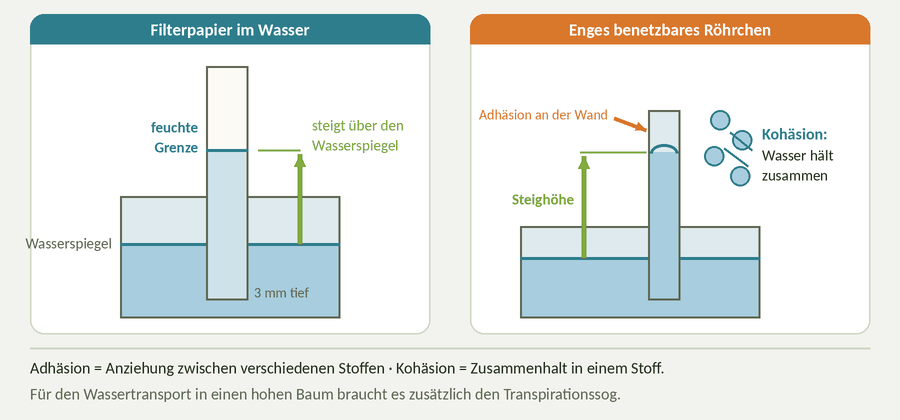 Filterpapier im Wasser
feuchte
Grenze
steigt über den
Wasserspiegel
Wasserspiegel
3 mm tief
Enges benetzbares Röhrchen
Adhäsion an der Wand
Kohäsion:
Wasser hält
zusammen
Steighöhe
Adhäsion = Anziehung zwischen verschiedenen Stoffen · Kohäsion = Zusammenhalt in einem Stoff.
Für den Wassertransport in einen hohen Baum braucht es zusätzlich den Transpirationssog.